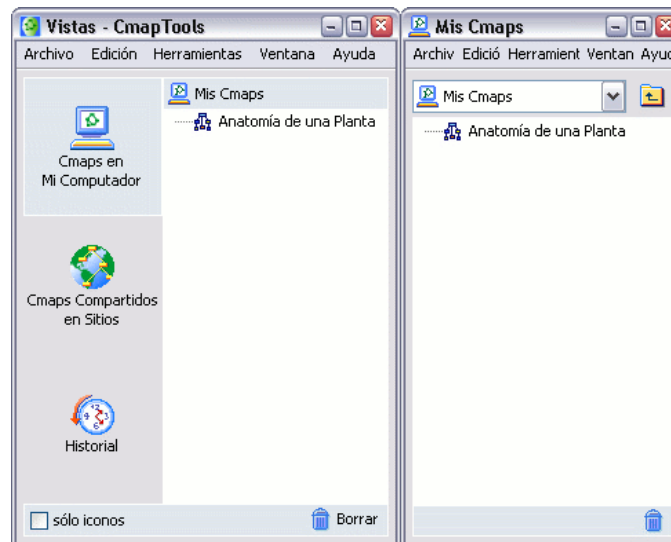 Vistas - CmapTools
Archivo Edición Herramientas Ventana Ayuda
Mis Cmaps
Anatomía de una Planta
Cmaps en
Mi Computador
Cmaps Compartidos
en Sitios
Historial
sólo iconos
Borrar
Mis Cmaps
Archiv Edició Herramient Ventan Ayuc
Mis Cmaps
Anatomía de una Planta